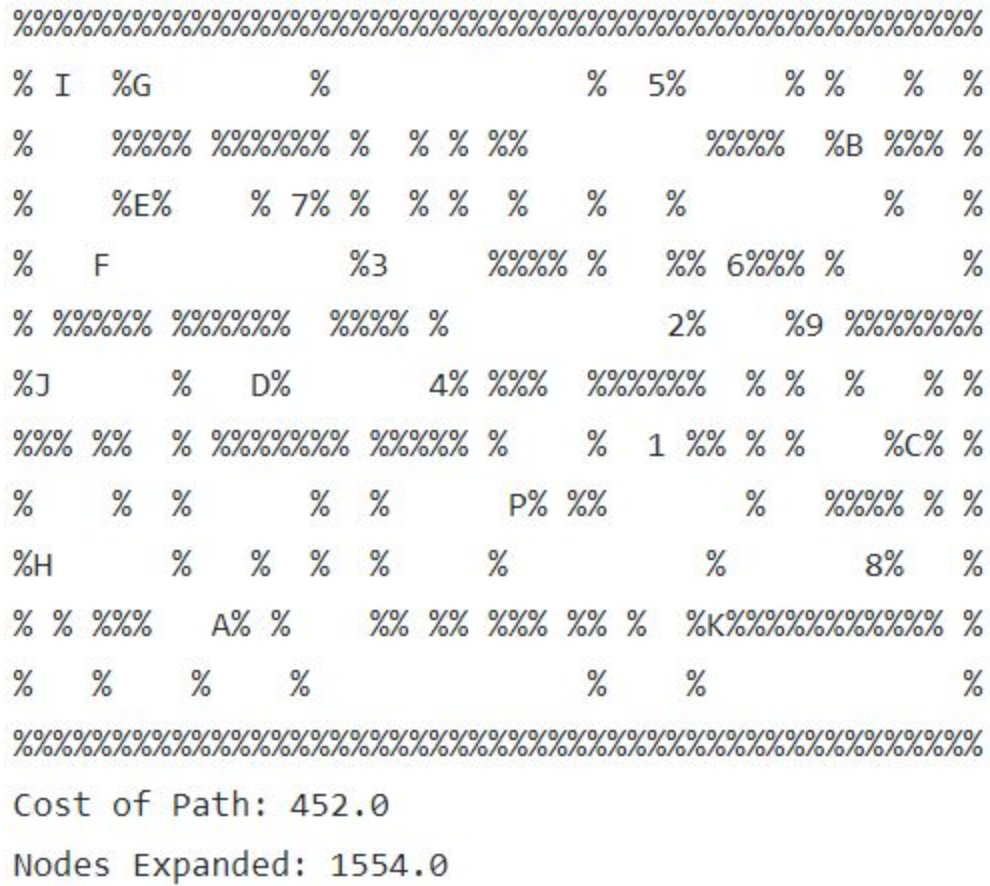 %%%%%%%%%%%%%%%%%%%%%%%%%%%%%%%%%%%%%%%%%%%%%%%%%
% I  %G        %             %  5%     % %   %  %
%    %%%% %%%%%% %  % % %%         %%%%  %B %%% %
%    %E%    % 7% %  % %  %   %   %          %   %
%   F            %3     %%%% %   %% 6%%% %      %
% %%%%% %%%%%%  %%%% %           2%    %9 %%%%%%%
%J      %   D%       4% %%%  %%%%%%  % %  %   % %
%%% %%  % %%%%%%% %%%%% %    %  1 %% % %    %C% %
%    %  %      %  %      P% %%       %   %%%% % %
%H      %   %  %  %     %          %       8%   %
% % %%%   A% %    %% %% %%% %% %  %K%%%%%%%%%%% %
%   %    %    %              %    %             %
%%%%%%%%%%%%%%%%%%%%%%%%%%%%%%%%%%%%%%%%%%%%%%%%%
Cost of Path: 452.0
Nodes Expanded: 1554.0